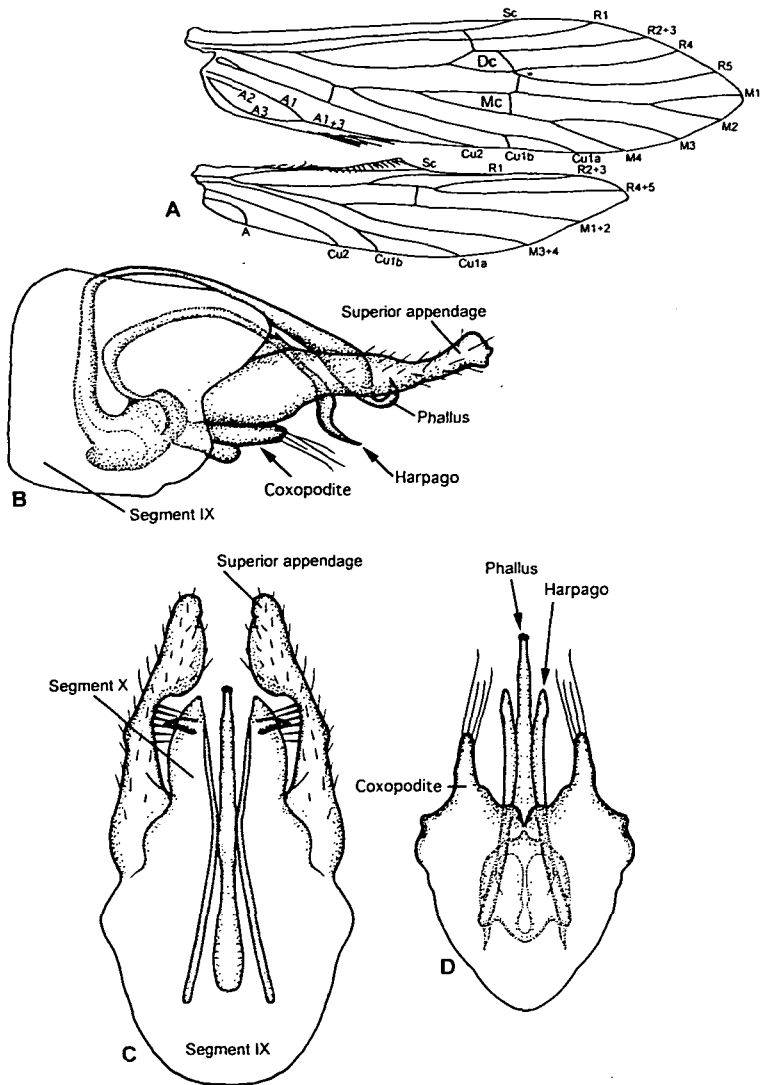 Sc
R1
R2+3
R4
R5
M1
M2
M3
M4
Cu1a
Cu1b
Cu2
Dc
Mc
A2
A3
A1
A1+3
A
Sc
R1
R2+3
R4+5
M1+2
M3+4
Cu1a
Cu1b
Cu2
A
Superior appendage
Phallus
Harpago
Coxopodite
Segment IX
B
Superior appendage
Segment X
Segment IX
C
Phallus
Harpago
Coxopodite
D